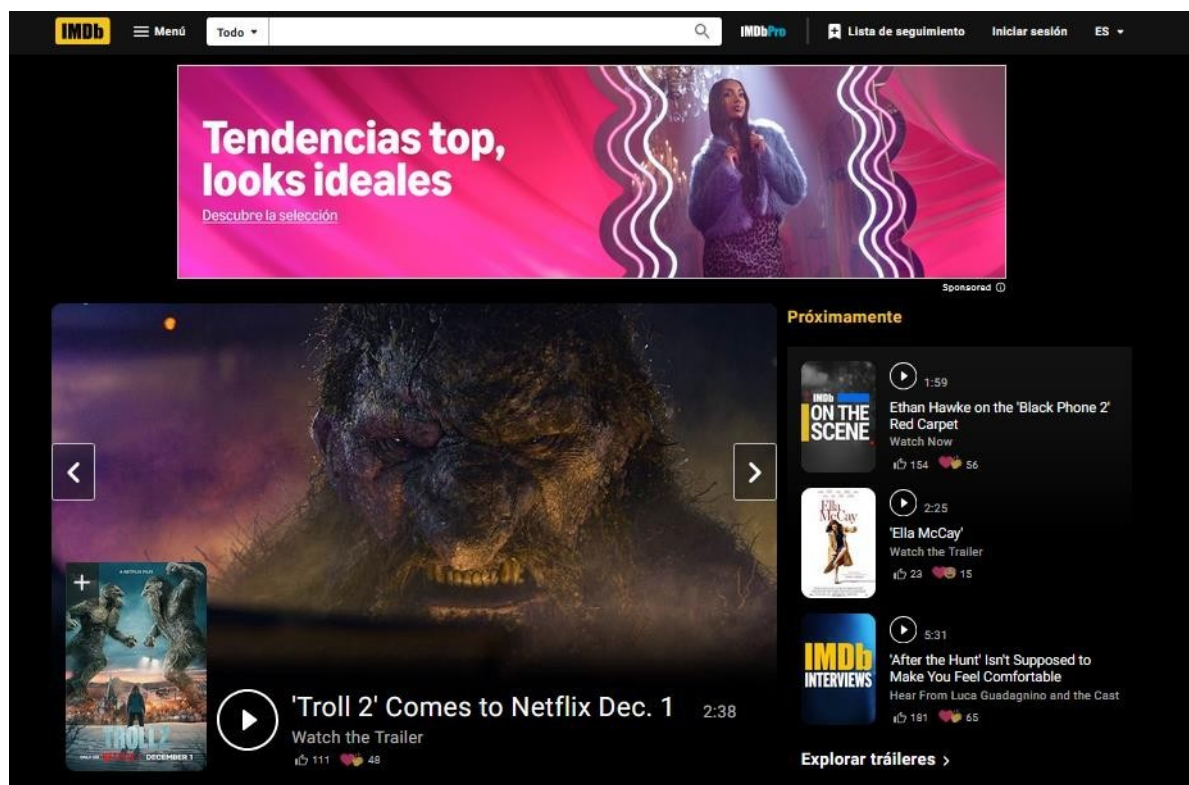 IMDb
Menú
Todo
IMDbPro
Lista de seguimiento
Iniciar sesión
ES
Tendencias top,
looks ideales
Descubre la selección
Sponsored
Próximamente
IMDb
ON THE
SCENE
1:59
Ethan Hawke on the 'Black Phone 2'
Red Carpet
Watch Now
154 56
Ella
McCay
2:25
'Ella McCay'
Watch the Trailer
23 15
IMDb
INTERVIEWS
5:31
'After the Hunt' Isn't Supposed to
Make You Feel Comfortable
Hear From Luca Guadagnino and the Cast
181 65
Explorar tráileres
A NETFLIX FILM
TROLL 2
DECEMBER 1
'Troll 2' Comes to Netflix Dec. 1 2:38
Watch the Trailer
111 48